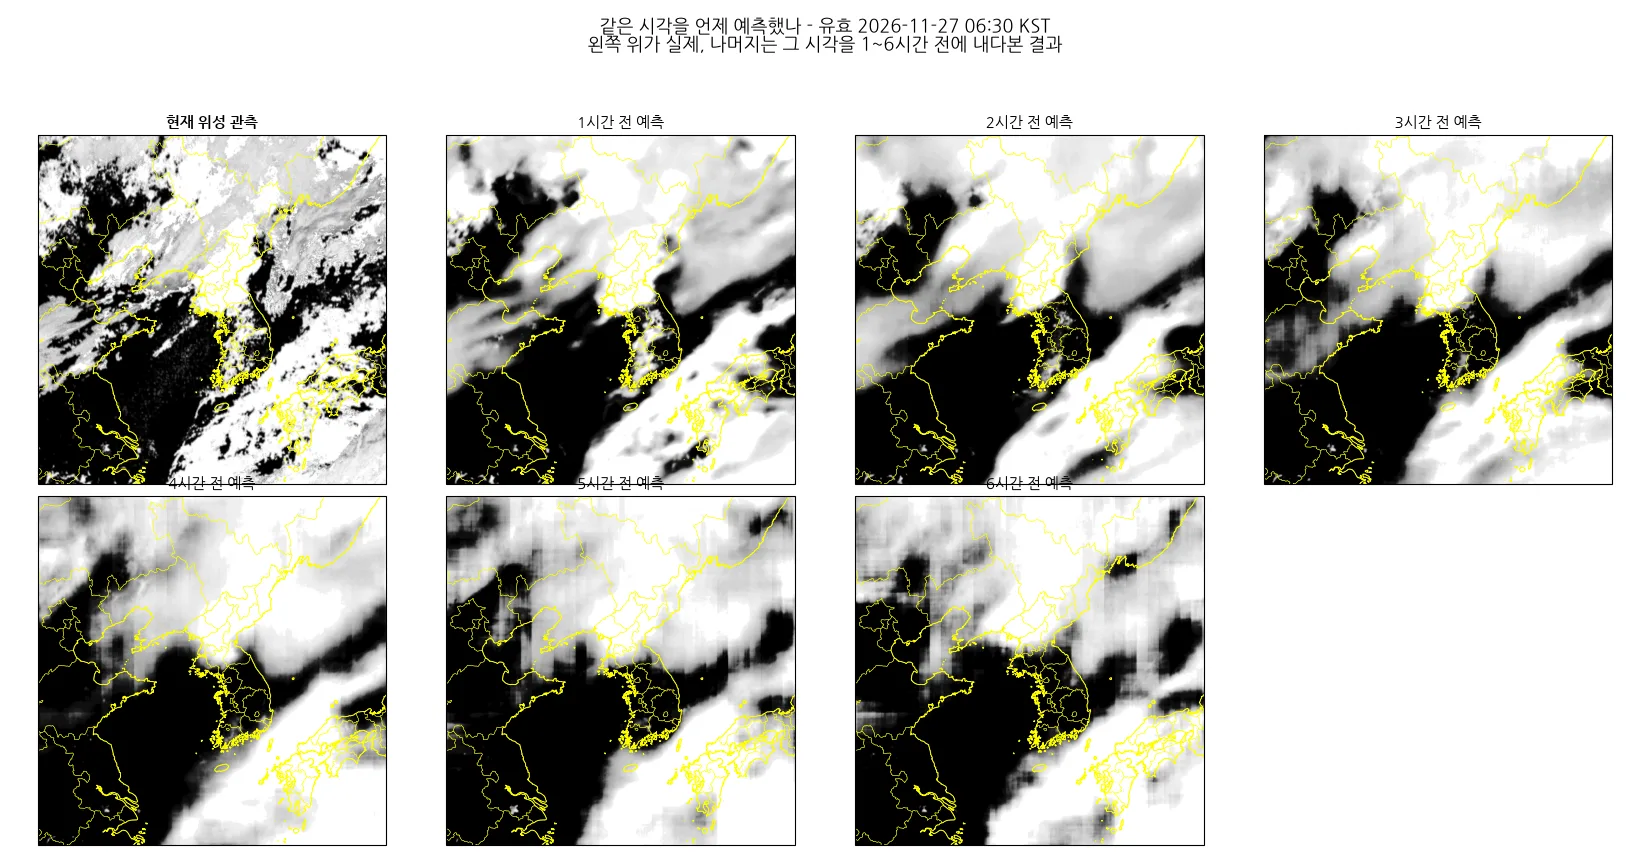 같은 시각을 언제 예측했나 - 유효 2026-11-27 06:30 KST
왼쪽 위가 실제, 나머지는 그 시각을 1~6시간 전에 내다본 결과
현재 위성 관측
1시간 전 예측
2시간 전 예측
3시간 전 예측
4시간 전 예측
5시간 전 예측
6시간 전 예측